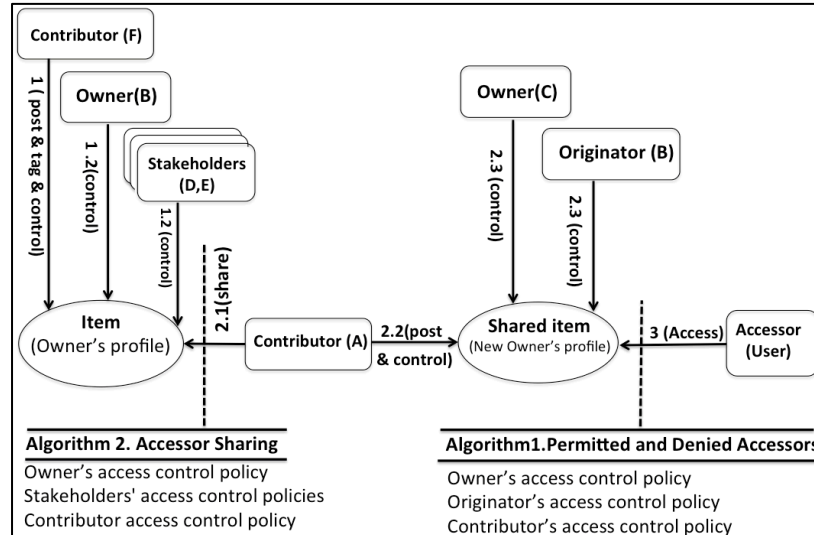 Contributor (F)
1 ( post & tag & control)
Owner(B)
1 .2(control)
Stakeholders
(D,E)
1.2 (control)
2.1(share)
Item
(Owner's profile)
Contributor (A)
2.2(post
& control)
Owner(C)
2.3 (control)
Originator (B)
2.3 (control)
Shared item
(New Owner's profile)
3 (Access)
Accessor
(User)
Algorithm 2. Accessor Sharing
Owner's access control policy
Stakeholders' access control policies
Contributor access control policy
Algorithm1.Permitted and Denied Accessors
Owner's access control policy
Originator's access control policy
Contributor's access control policy